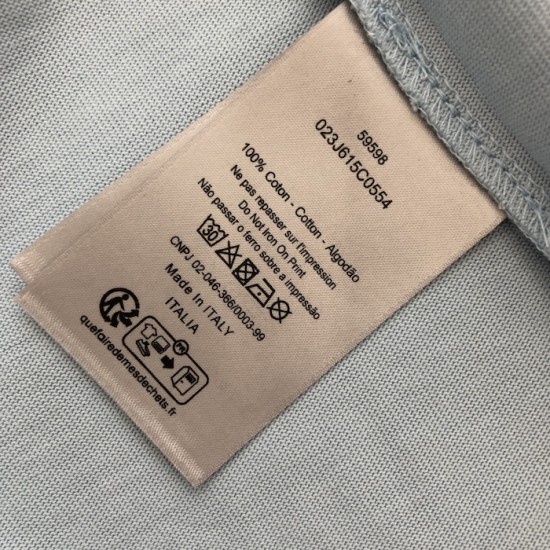 59598
023J615C0554
100% Coton - Cotton - Algodão
Ne pas repasser sur l'impression
Do Not Iron On Print
Não passar o ferro sobre a impressão
30
CNPJ 02-046-366/0003-99
Made In ITALY
ITALIA
quefairedemesdechets.fr